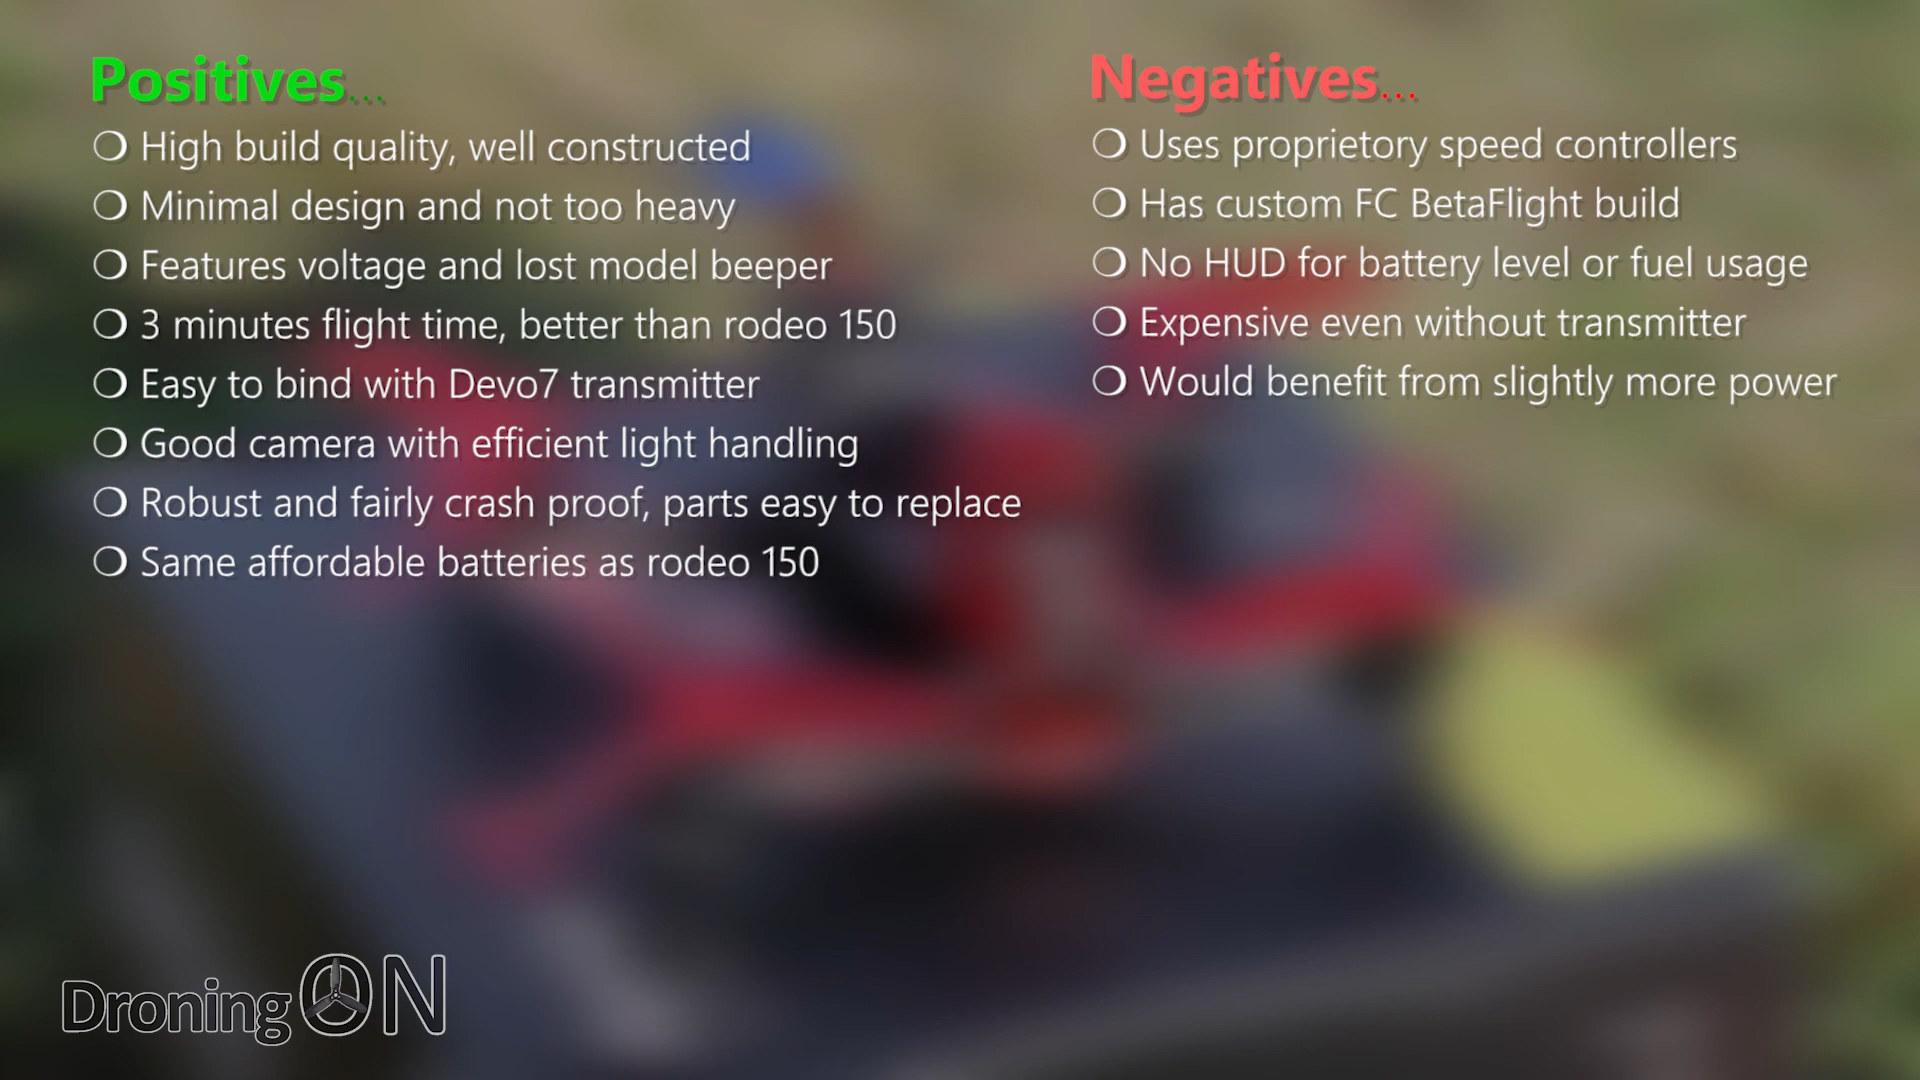 Positives...
High build quality, well constructed
Minimal design and not too heavy
Features voltage and lost model beeper
3 minutes flight time, better than rodeo 150
Easy to bind with Devo7 transmitter
Good camera with efficient light handling
Robust and fairly crash proof, parts easy to replace
Same affordable batteries as rodeo 150
Negatives...
Uses proprietory speed controllers
Has custom FC BetaFlight build
No HUD for battery level or fuel usage
Expensive even without transmitter
Would benefit from slightly more power
DroningON